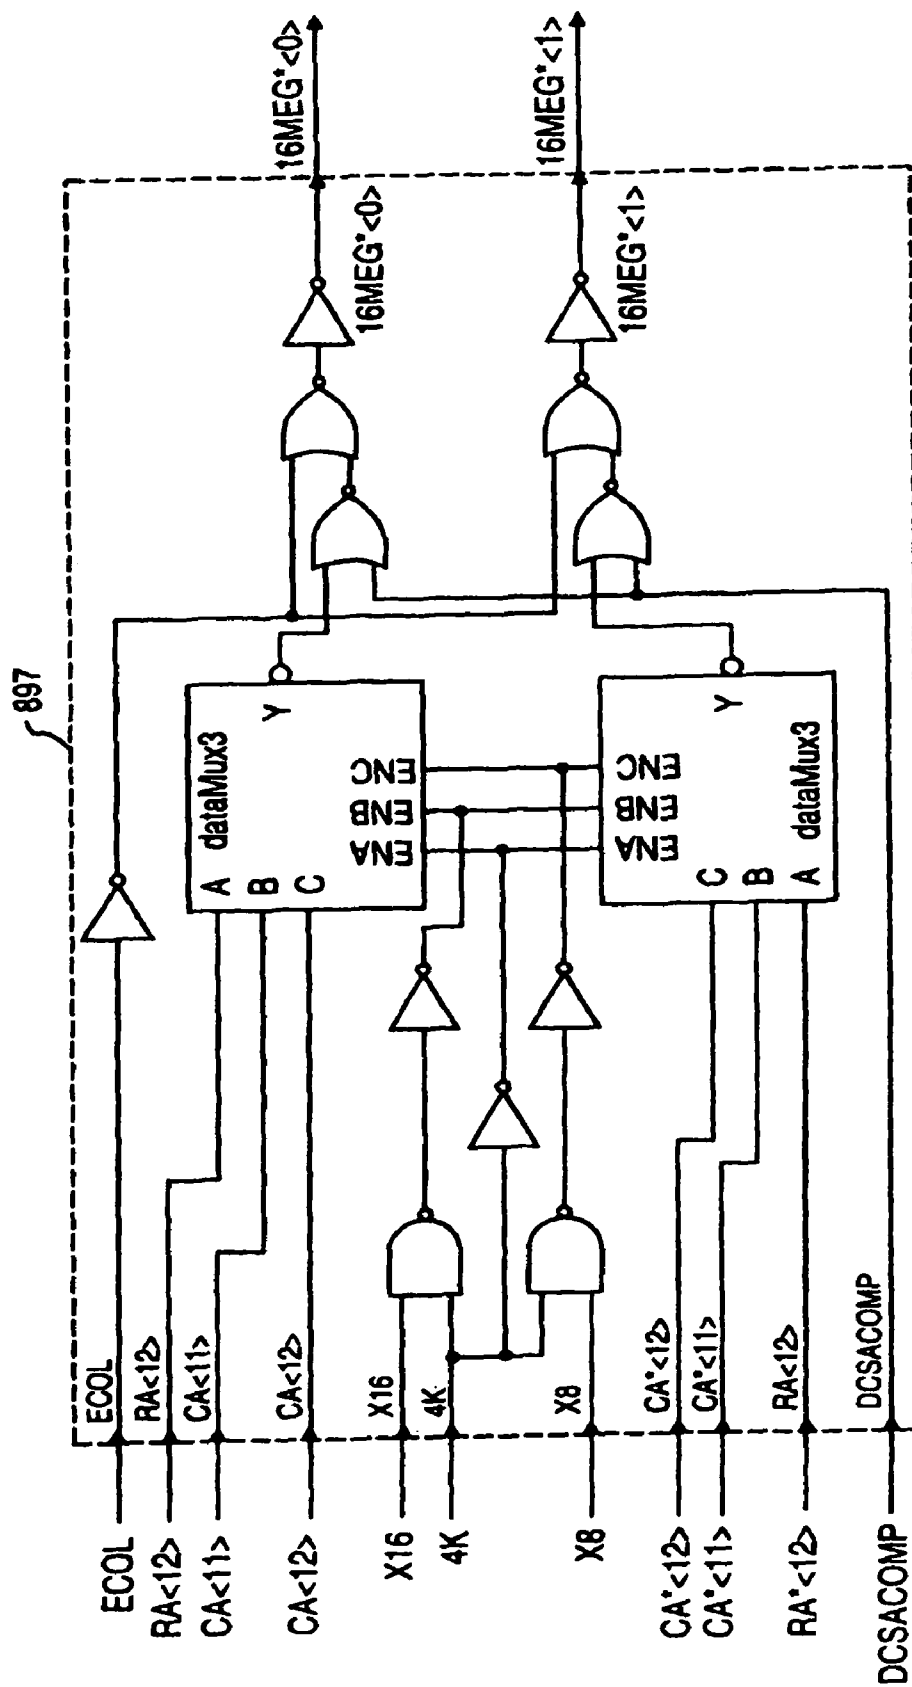 897
ECOL
ECOL
RA<12>
RA<12>
CA<11>
CA<11>
CA<12>
CA<12>
X16
X16
4K
4K
X8
X8
CA*<12>
CA*<12>
CA*<11>
CA*<11>
RA*<12>
RA<12>
DCSACOMP
DCSACOMP
dataMux3
A
B
C
Y
ENA
ENB
ENC
dataMux3
C
B
A
Y
ENA
ENB
ENC
16MEG*<0>
16MEG*<0>
16MEG*<1>
16MEG*<1>